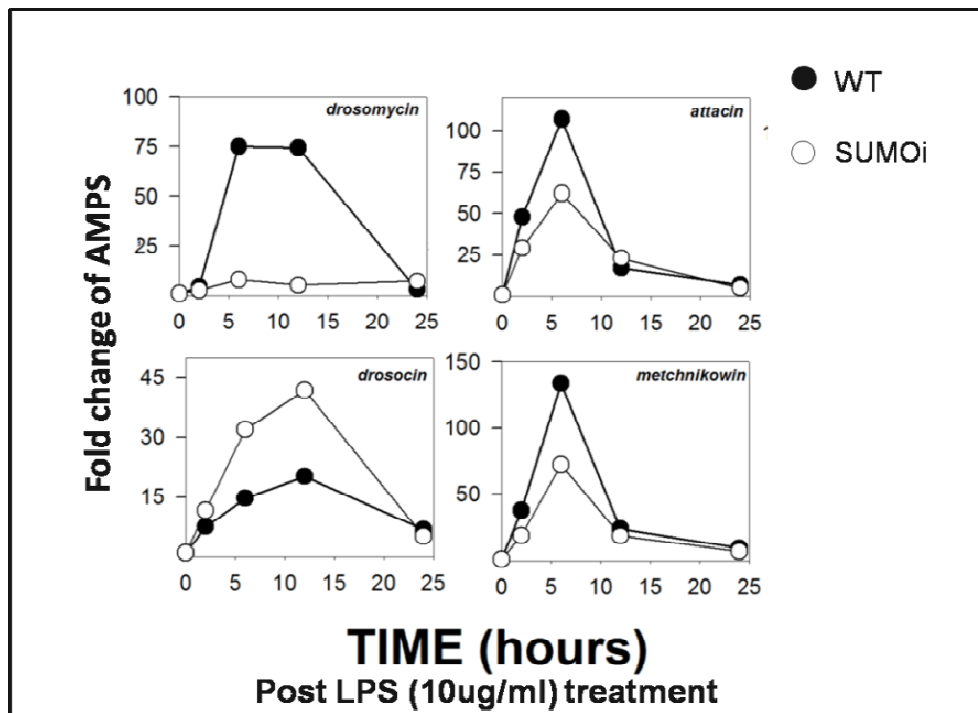 WT
SUMOi
Fold change of AMPS
drosomycin
100
75
50
25
0 5 10 15 20 25
attacin
100
75
50
25
0 5 10 15 20 25
drosocin
45
30
15
0 5 10 15 20 25
metchnikowin
150
100
50
0 5 10 15 20 25
TIME (hours)
Post LPS (10ug/ml) treatment